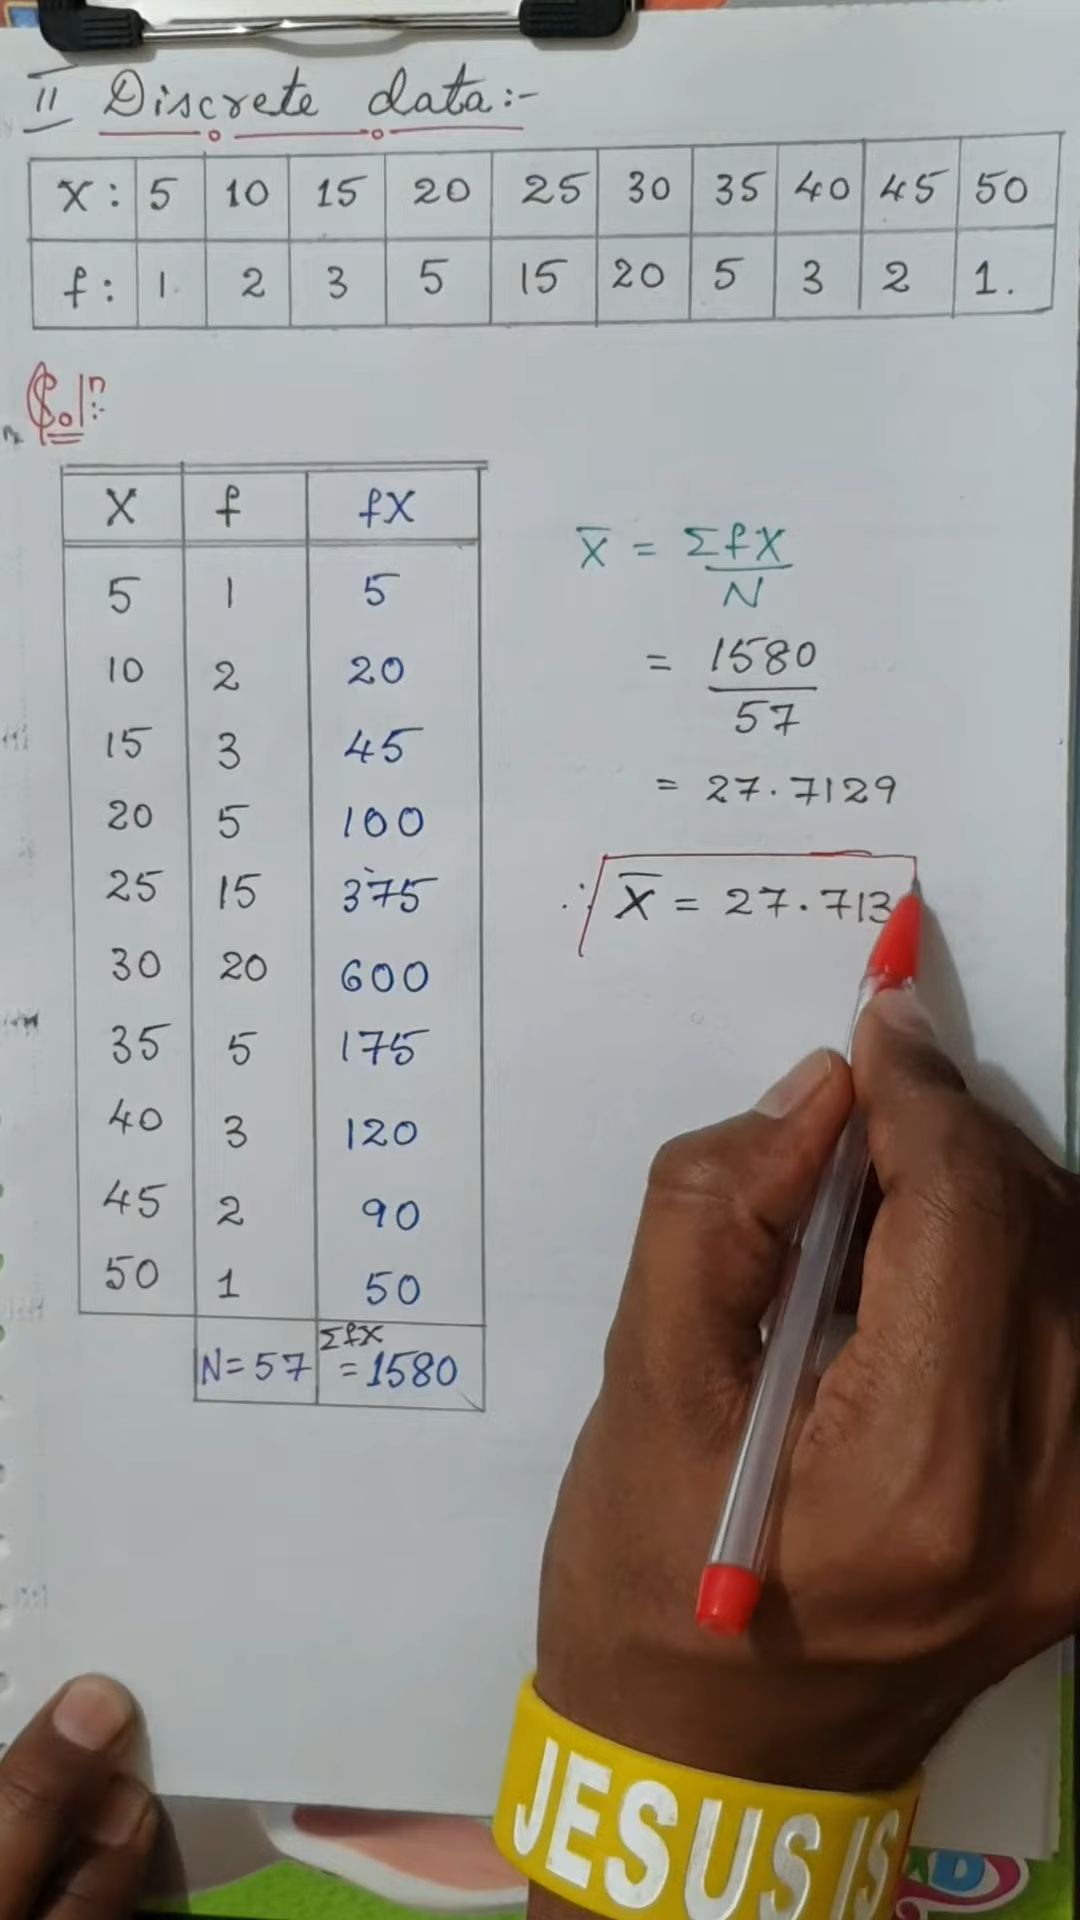 II Discrete data:-
X: 5 10 15 20 25 30 35 40 45 50
f: 1. 2 3 5 15 20 5 3 2 1.
Solⁿ:-
X f fX
5 1 5
10 2 20
15 3 45
20 5 100
25 15 375
30 20 600
35 5 175
40 3 120
45 2 90
50 1 50
N=57 ΣfX = 1580
X̄ = ΣfX / N
= 1580 / 57
= 27.7129
∴ X̄ = 27.713
JESUS IS